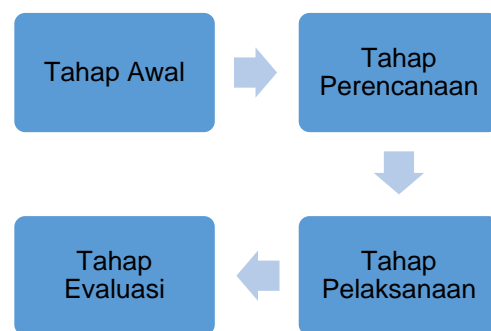 Tahap Awal
Tahap
Perencanaan
Tahap
Pelaksanaan
Tahap
Evaluasi